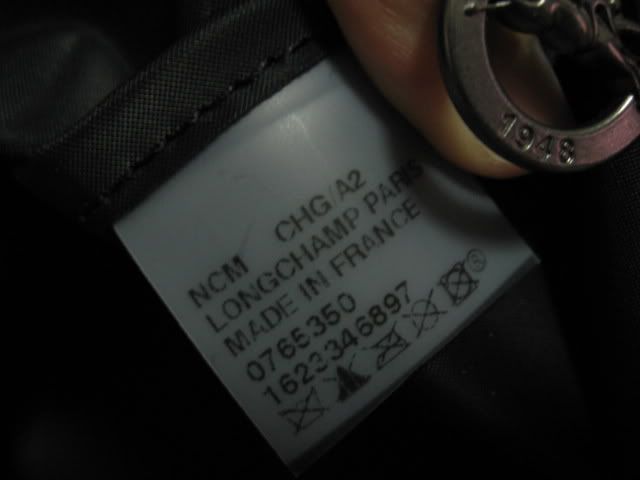 NCM CHG/A2
LONGCHAMP PARIS
MADE IN FRANCE
0765350
1623346897
1948